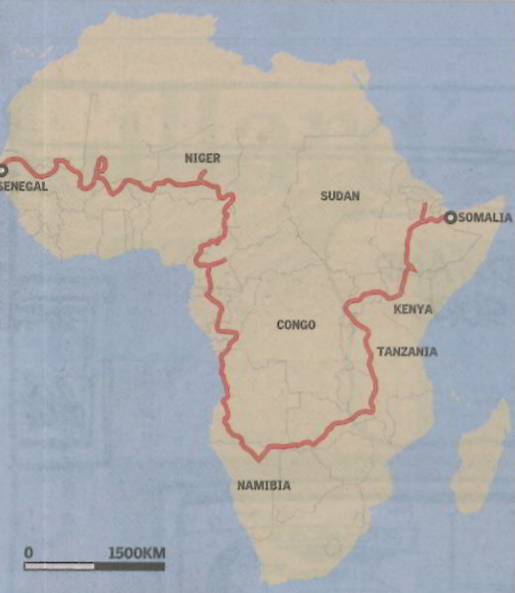 NIGER
SENEGAL
SUDAN
SOMALIA
KENYA
CONGO
TANZANIA
NAMIBIA
0 1500KM